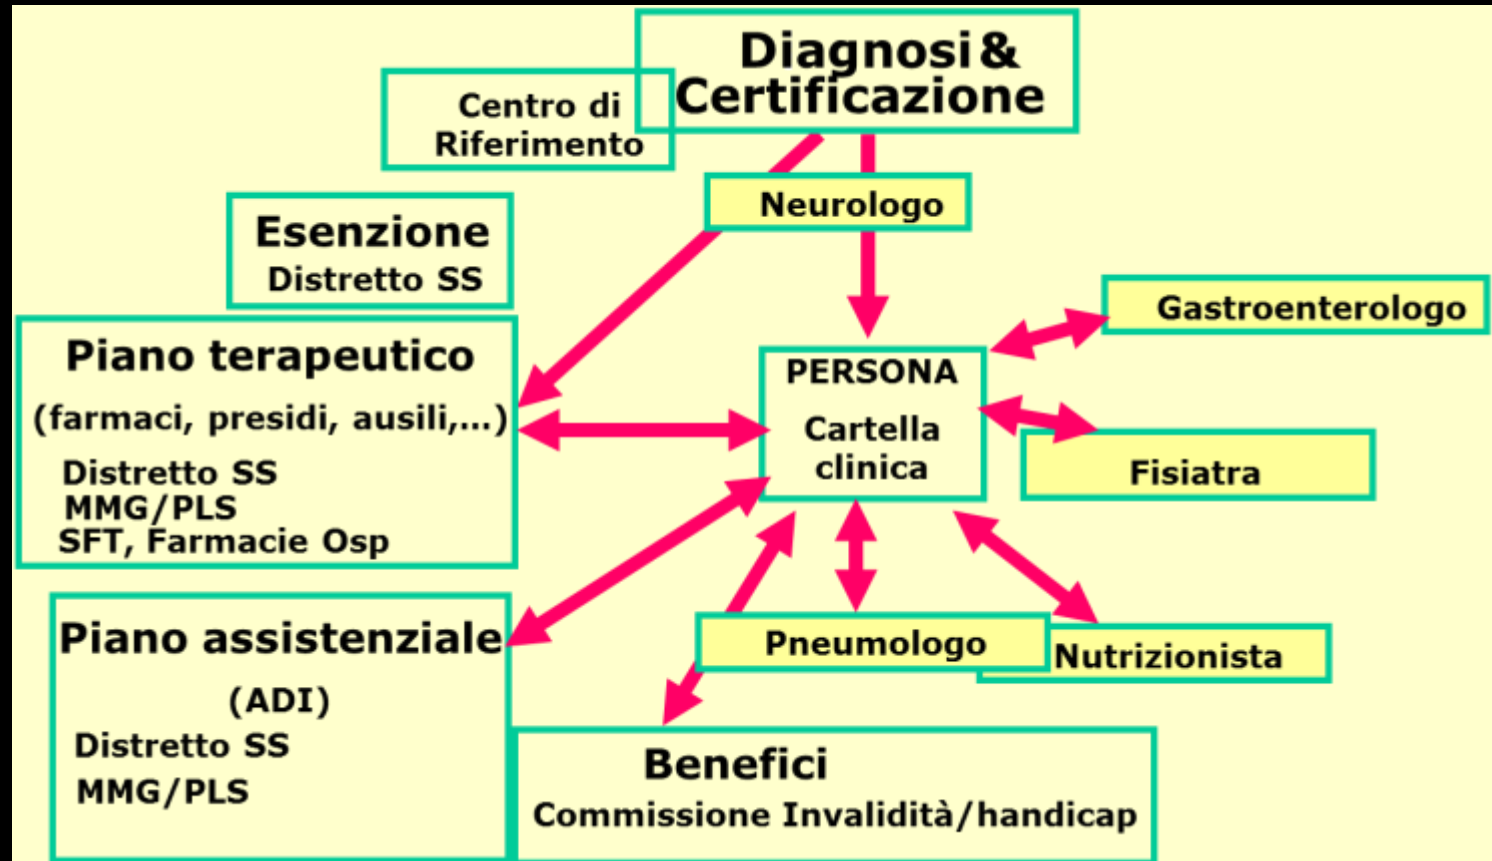 Diagnosi &
Certificazione
Centro di
Riferimento
Neurologo
Esenzione
Distretto SS
Gastroenterologo
Piano terapeutico
(farmaci, presidi, ausili,...)
Distretto SS
MMG/PLS
SFT, Farmacie Osp
PERSONA
Cartella
clinica
Fisiatra
Piano assistenziale
(ADI)
Distretto SS
MMG/PLS
Pneumologo
Nutrizionista
Benefici
Commissione Invalidità/handicap